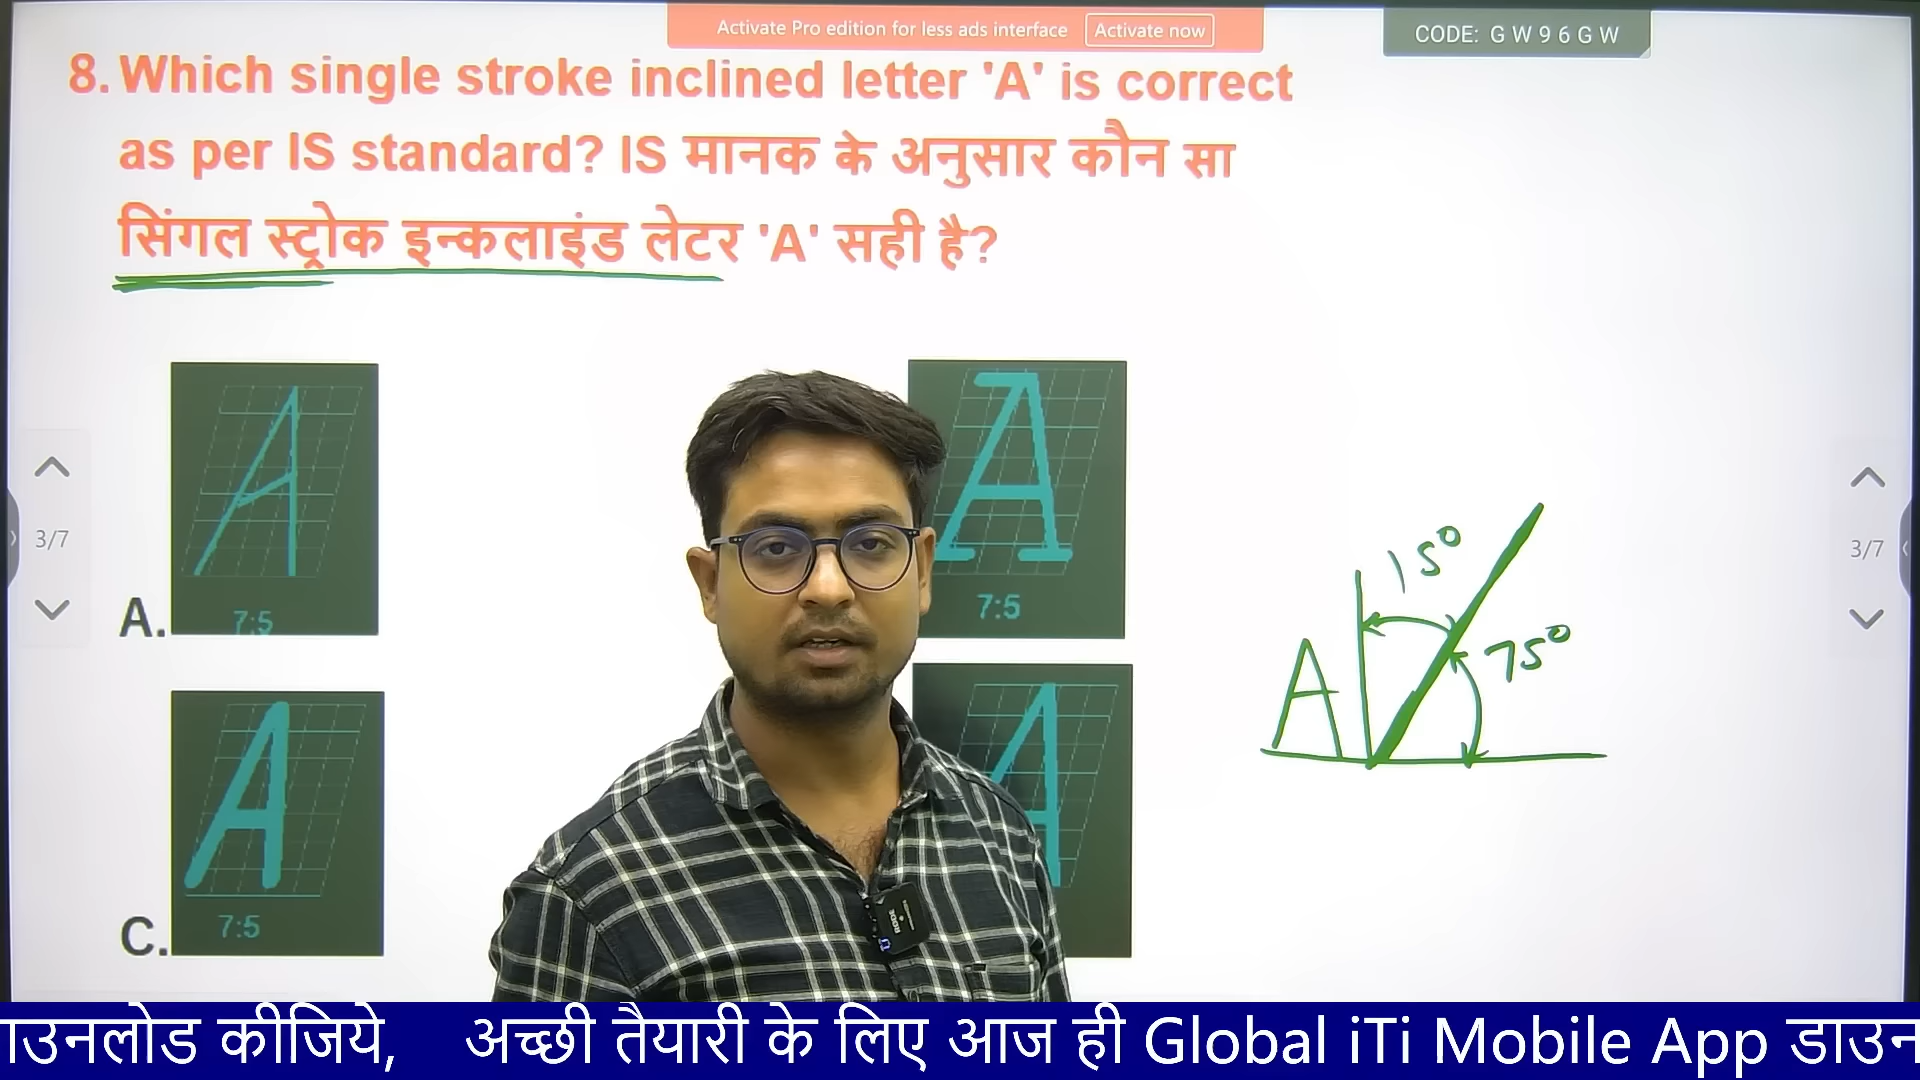 Activate Pro edition for less ads interface Activate now
CODE: GW96GW
8. Which single stroke inclined letter 'A' is correct
as per IS standard? IS मानक के अनुसार कौन सा
सिंगल स्ट्रोक इन्कलाइंड लेटर 'A' सही है?
3/7
3/7
A
7:5
A.
A
7:5
A
7:5
C.
A
15°
75°
A
ाउनलोड कीजिये, अच्छी तैयारी के लिए आज ही Global iTi Mobile App डाउन